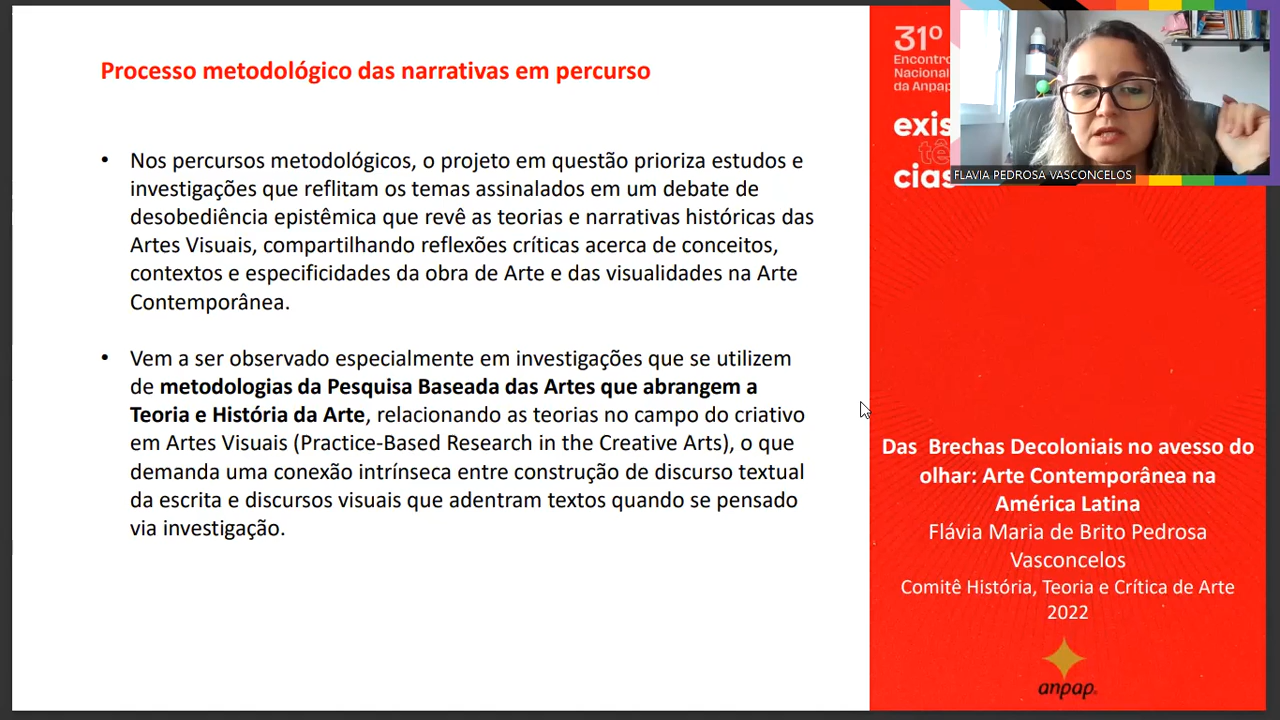 Processo metodológico das narrativas em percurso
• Nos percursos metodológicos, o projeto em questão prioriza estudos e
investigações que reflitam os temas assinalados em um debate de
desobediência epistêmica que revê as teorias e narrativas históricas das
Artes Visuais, compartilhando reflexões críticas acerca de conceitos,
contextos e especificidades da obra de Arte e das visualidades na Arte
Contemporânea.
• Vem a ser observado especialmente em investigações que se utilizem
de metodologias da Pesquisa Baseada das Artes que abrangem a
Teoria e História da Arte, relacionando as teorias no campo do criativo
em Artes Visuais (Practice-Based Research in the Creative Arts), o que
demanda uma conexão intrínseca entre construção de discurso textual
da escrita e discursos visuais que adentram textos quando se pensado
via investigação.
31º
Encontro
Nacional
da Anpap
exis
tê
cias
FLAVIA PEDROSA VASCONCELOS
Das Brechas Decoloniais no avesso do
olhar: Arte Contemporânea na
América Latina
Flávia Maria de Brito Pedrosa
Vasconcelos
Comitê História, Teoria e Crítica de Arte
2022
anpap.